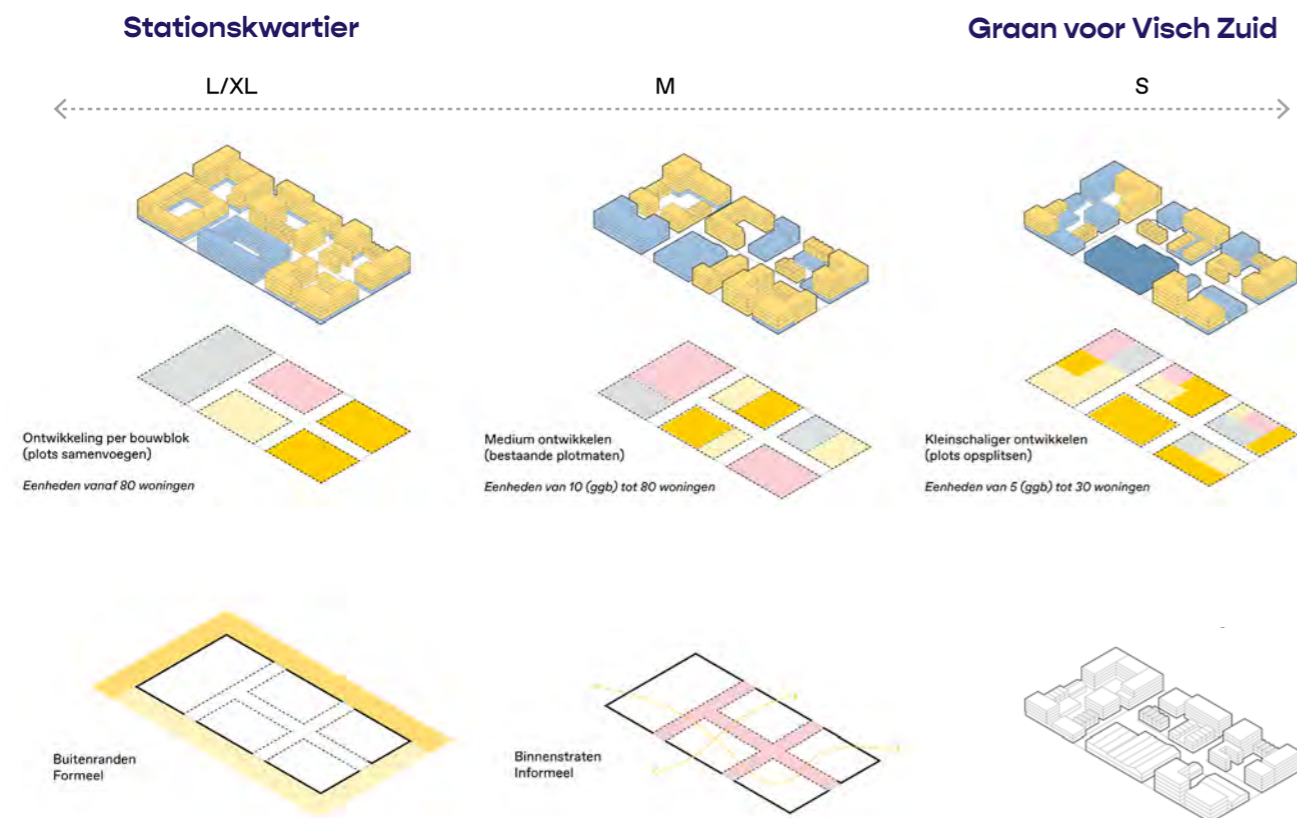 Stationskwartier
Graan voor Visch Zuid
L/XL
M
S
Ontwikkeling per bouwblok
(plots samenvoegen)
Eenheden vanaf 80 woningen
Medium ontwikkelen
(bestaande plotmaten)
Eenheden van 10 (ggb) tot 80 woningen
Kleinschaliger ontwikkelen
(plots opsplitsen)
Eenheden van 5 (ggb) tot 30 woningen
Buitenranden
Formeel
Binnenstraten
Informeel